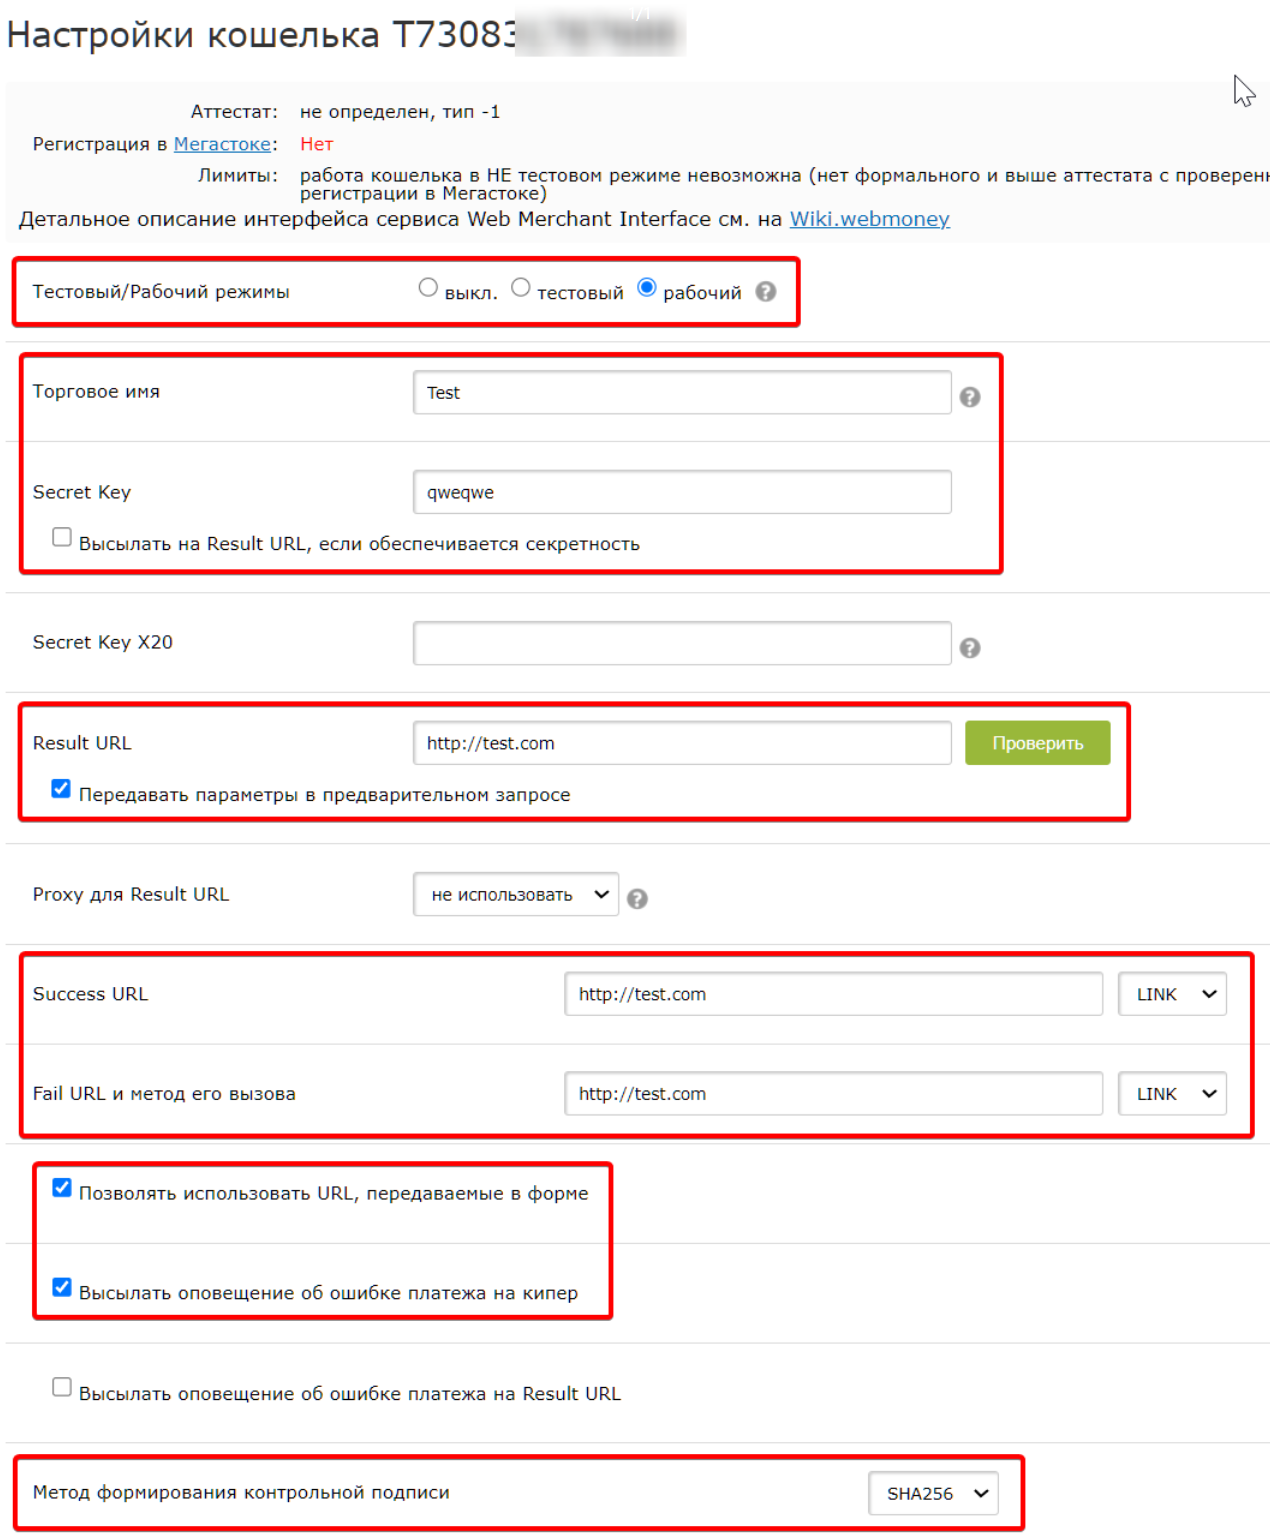 Настройки кошелька T7308
1/1
Аттестат: не определен, тип -1
Регистрация в Мегастоке: Нет
Лимиты: работа кошелька в НЕ тестовом режиме невозможна (нет формального и выше аттестата с
регистрации в Мегастоке)
Детальное описание интерфейса сервиса Web Merchant Interface см. на Wiki.webmoney
Тестовый/Рабочий режимы выкл. тестовый рабочий ?
Торговое имя Test ?
Secret Key qweqwe
Высылать на Result URL, если обеспечивается секретность
Secret Key X20 ?
Result URL http://test.com Проверить
Передавать параметры в предварительном запросе
Proxy для Result URL не использовать ?
Success URL http://test.com LINK
Fail URL и метод его вызова http://test.com LINK
Позволять использовать URL, передаваемые в форме
Высылать оповещение об ошибке платежа на кипер
Высылать оповещение об ошибке платежа на Result URL
Метод формирования контрольной подписи SHA256